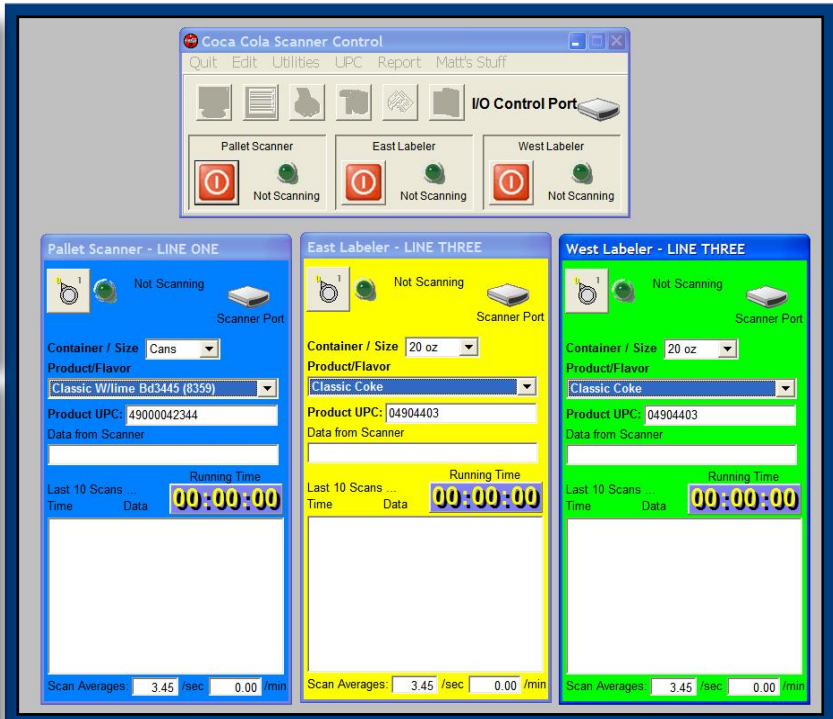 Coca Cola Scanner Control
Quit Edit Utilities UPC Report Matt's Stuff
I/O Control Port
Pallet Scanner
Not Scanning
East Labeler
Not Scanning
West Labeler
Not Scanning
Pallet Scanner - LINE ONE
0 1
Not Scanning
Scanner Port
Container / Size Cans
Product/Flavor
Classic W/lime Bd3445 (8359)
Product UPC: 49000042344
Data from Scanner
Running Time
Last 10 Scans ...
00:00:00
Time Data
Scan Averages: 3.45 /sec 0.00 /min
East Labeler - LINE THREE
0 1
Not Scanning
Scanner Port
Container / Size 20 oz
Product/Flavor
Classic Coke
Product UPC: 04904403
Data from Scanner
Running Time
Last 10 Scans ...
00:00:00
Time Data
Scan Averages: 3.45 /sec 0.00 /min
West Labeler - LINE THREE
0 1
Not Scanning
Scanner Port
Container / Size 20 oz
Product/Flavor
Classic Coke
Product UPC: 04904403
Data from Scanner
Running Time
Last 10 Scans ...
00:00:00
Time Data
Scan Averages: 3.45 /sec 0.00 /min